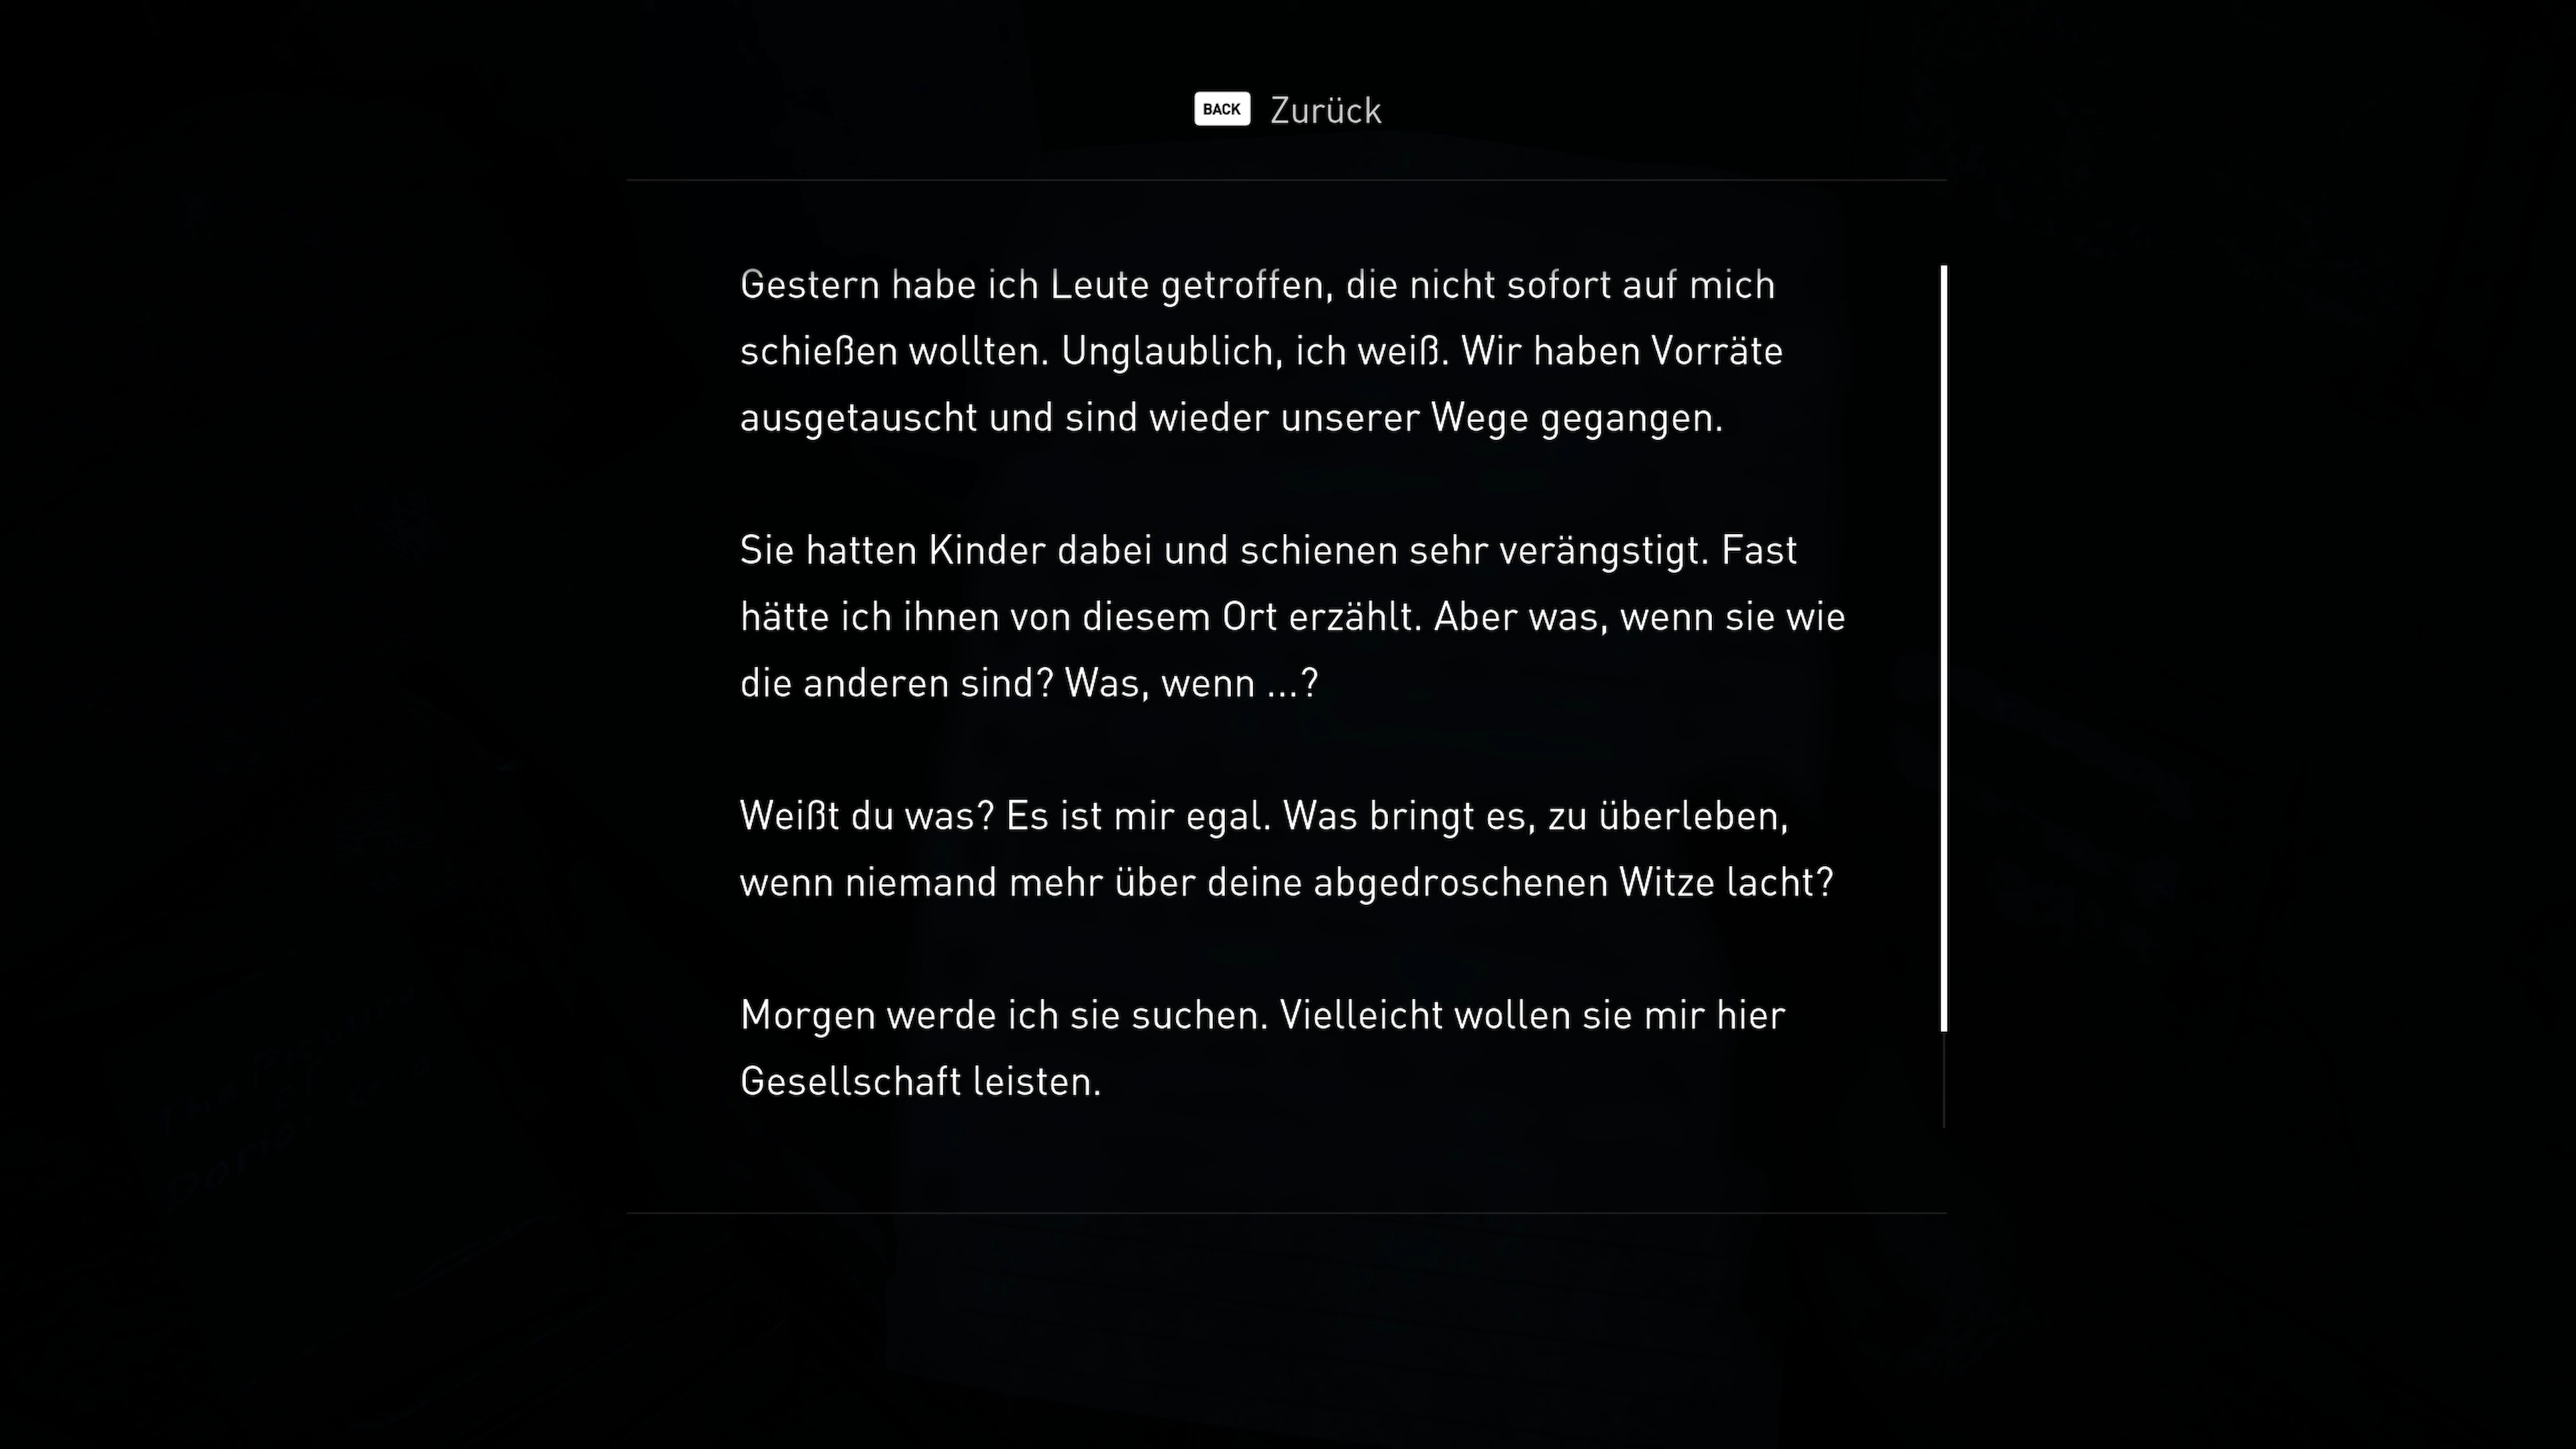 BACK Zurück
Gestern habe ich Leute getroffen, die nicht sofort auf mich
schießen wollten. Unglaublich, ich weiß. Wir haben Vorräte
ausgetauscht und sind wieder unserer Wege gegangen.
Sie hatten Kinder dabei und schienen sehr verängstigt. Fast
hätte ich ihnen von diesem Ort erzählt. Aber was, wenn sie wie
die anderen sind? Was, wenn ...?
Weißt du was? Es ist mir egal. Was bringt es, zu überleben,
wenn niemand mehr über deine abgedroschenen Witze lacht?
Morgen werde ich sie suchen. Vielleicht wollen sie mir hier
Gesellschaft leisten.